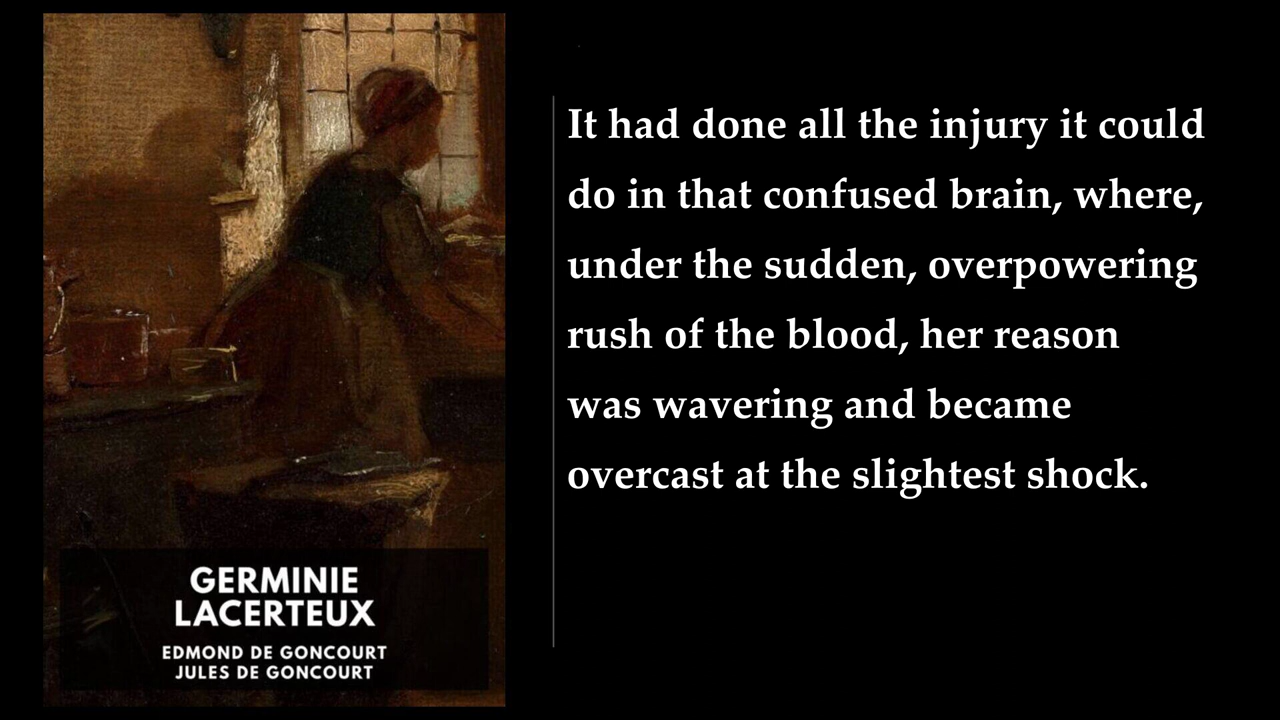 It had done all the injury it could
do in that confused brain, where,
under the sudden, overpowering
rush of the blood, her reason
was wavering and became
overcast at the slightest shock.
GERMINIE
LACERTEUX
EDMOND DE GONCOURT
JULES DE GONCOURT